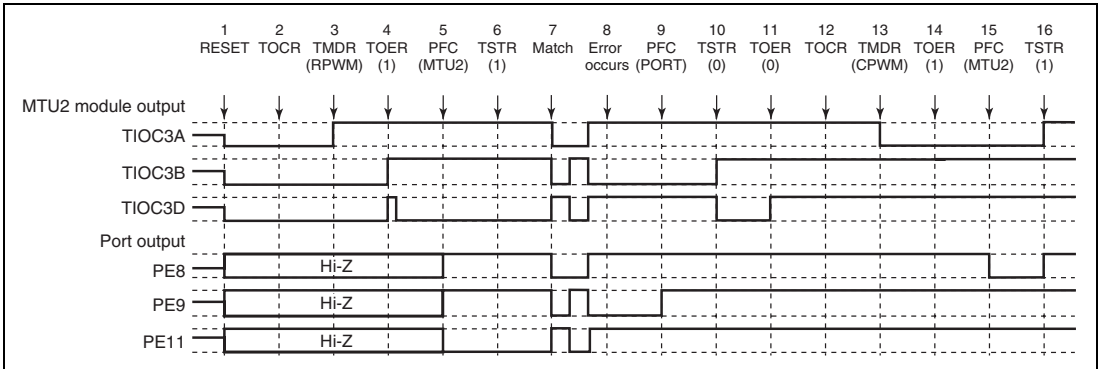 1 2 3 4 5 6 7 8 9 10 11 12 13 14 15 16
RESET TOCR TMDR TOER PFC TSTR Match Error PFC TSTR TOER TOCR TMDR TOER PFC TSTR
(RPWM) (1) (MTU2) (1) occurs (PORT) (0) (0) (CPWM) (1) (MTU2) (1)
MTU2 module output
TIOC3A
TIOC3B
TIOC3D
Port output
PE8 Hi-Z
PE9 Hi-Z
PE11 Hi-Z